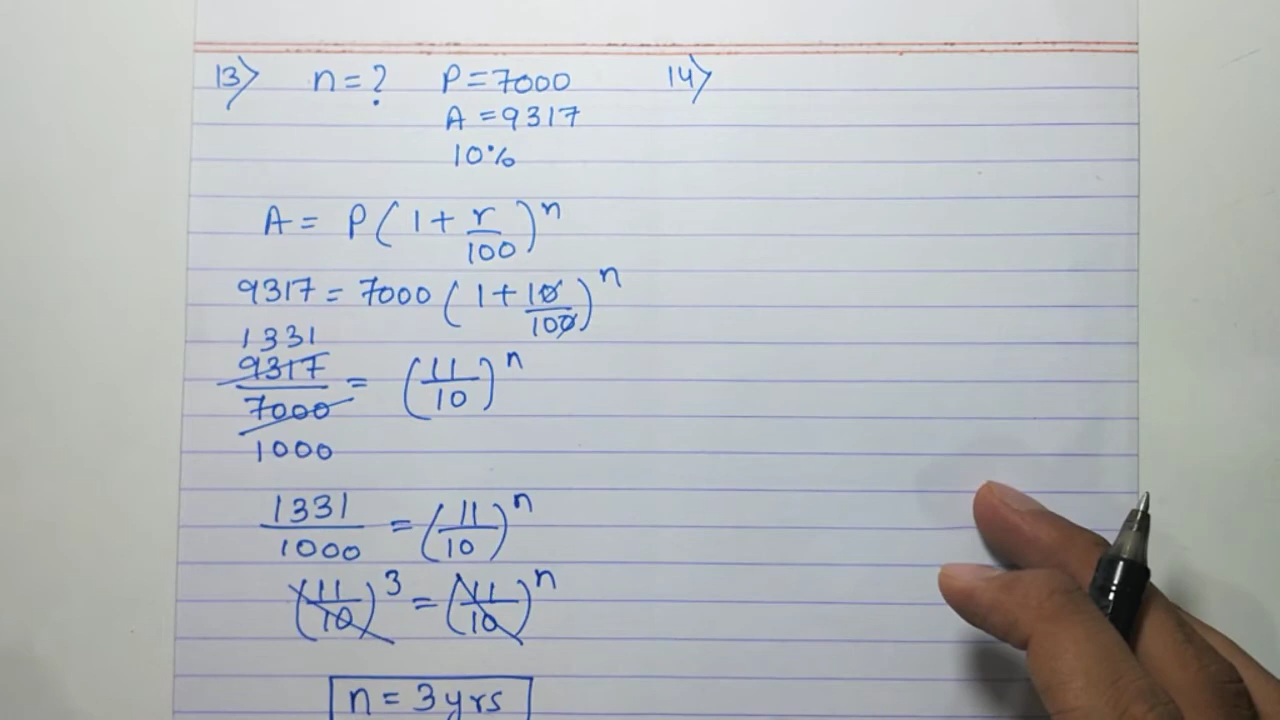 13) n = ? P = 7000 14)
A = 9317
10%
A = P ( 1 + r/100 )^n
9317 = 7000 ( 1 + 10/100 )^n
1331
9317/7000 = ( 11/10 )^n
1000
1331/1000 = ( 11/10 )^n
( 11/10 )^3 = ( 11/10 )^n
n = 3 yrs